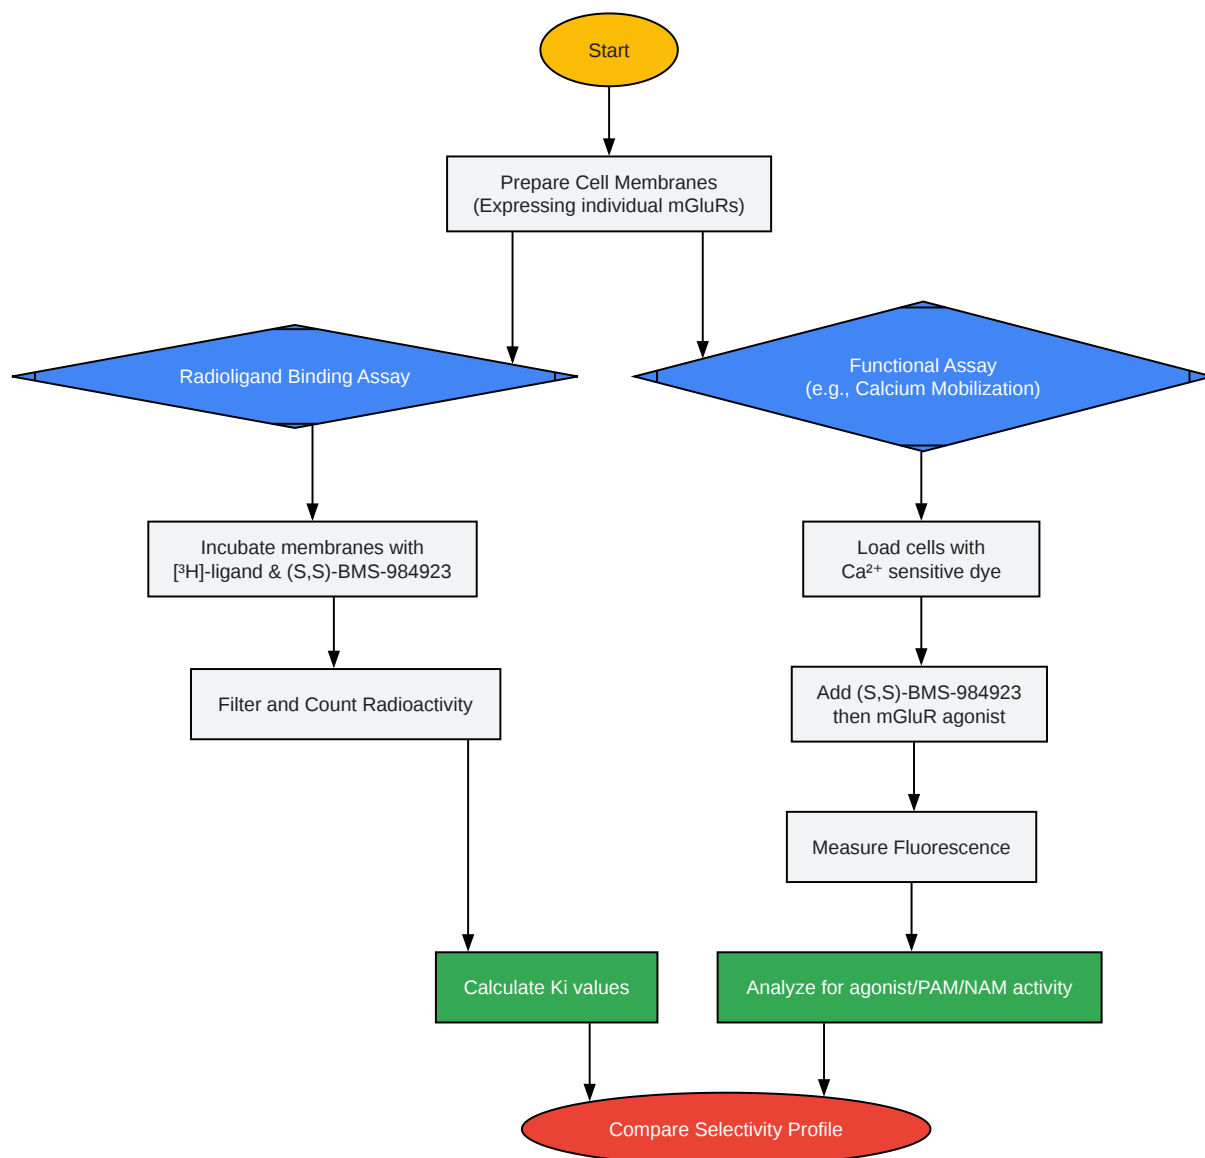 Start
Prepare Cell Membranes
(Expressing individual mGluRs)
Radioligand Binding Assay
Functional Assay
(e.g., Calcium Mobilization)
Incubate membranes with
[³H]-ligand & (S,S)-BMS-984923
Load cells with
Ca²⁺ sensitive dye
Filter and Count Radioactivity
Add (S,S)-BMS-984923
then mGluR agonist
Measure Fluorescence
Calculate Ki values
Analyze for agonist/PAM/NAM activity
Compare Selectivity Profile